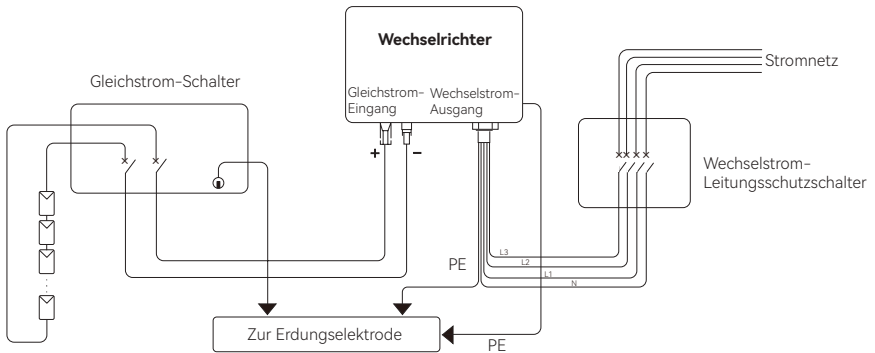 Wechselrichter
Stromnetz
Gleichstrom-Schalter
Gleichstrom-
Eingang
Wechselstrom-
Ausgang
+
−
Wechselstrom-
Leitungsschutzschalter
L3
L2
L1
N
PE
Zur Erdungselektrode
PE